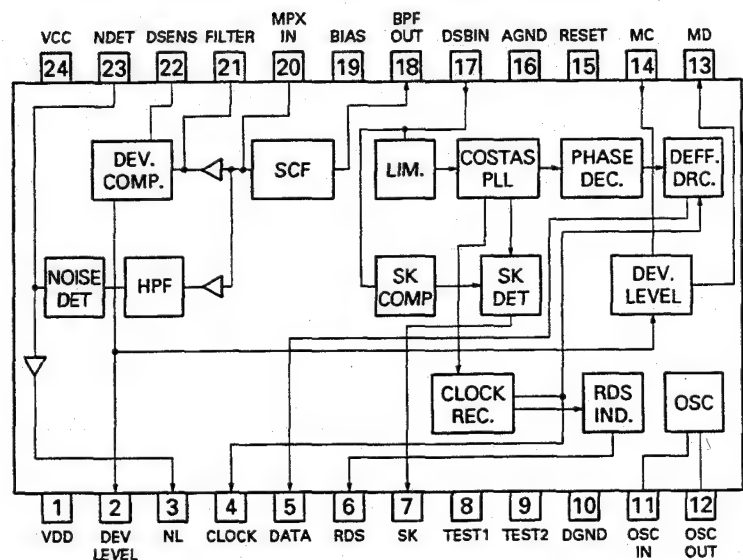 VCC NDET DSENS FILTER MPX IN BIAS BPF OUT DSBIN AGND RESET MC MD
24 23 22 21 20 19 18 17 16 15 14 13
DEV. COMP.
SCF
LIM.
COSTAS PLL
PHASE DEC.
DEFF. DRC.
NOISE DET
HPF
SK COMP
SK DET
DEV. LEVEL
CLOCK REC.
RDS IND.
OSC
1 2 3 4 5 6 7 8 9 10 11 12
VDD DEV LEVEL NL CLOCK DATA RDS SK TEST1 TEST2 DGND OSC IN OSC OUT